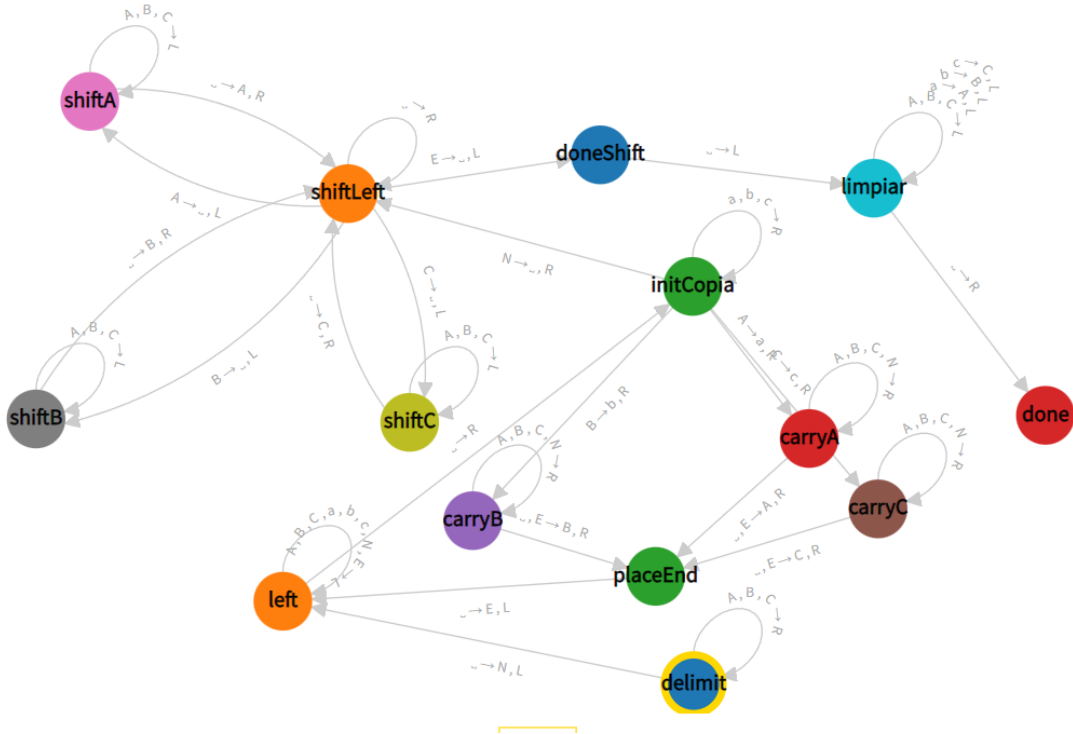 A,B,C→L
shiftA
␣→A,R
␣→R
E→␣,L
doneShift
␣→L
c→C,L
b→B,L
a→A,L
A,B,C→L
limpiar
shiftLeft
A→␣,L
␣→B,R
C→␣,L
N→␣,R
a,b,c→R
initCopia
␣→R
␣→C,R
A,B,C→L
shiftB
B→␣,L
A,B,C→L
shiftC
␣→R
B→b,R
A→a,R
C→c,R
A,B,C,N→R
carryA
done
A,B,C,N→R
carryC
A,B,C,N→R
carryB
␣,E→B,R
␣,E→A,R
␣,E→C,R
placeEnd
A,B,C,a,b,c,N,E→L
left
␣→E,L
A,B,C→R
␣→N,L
delimit